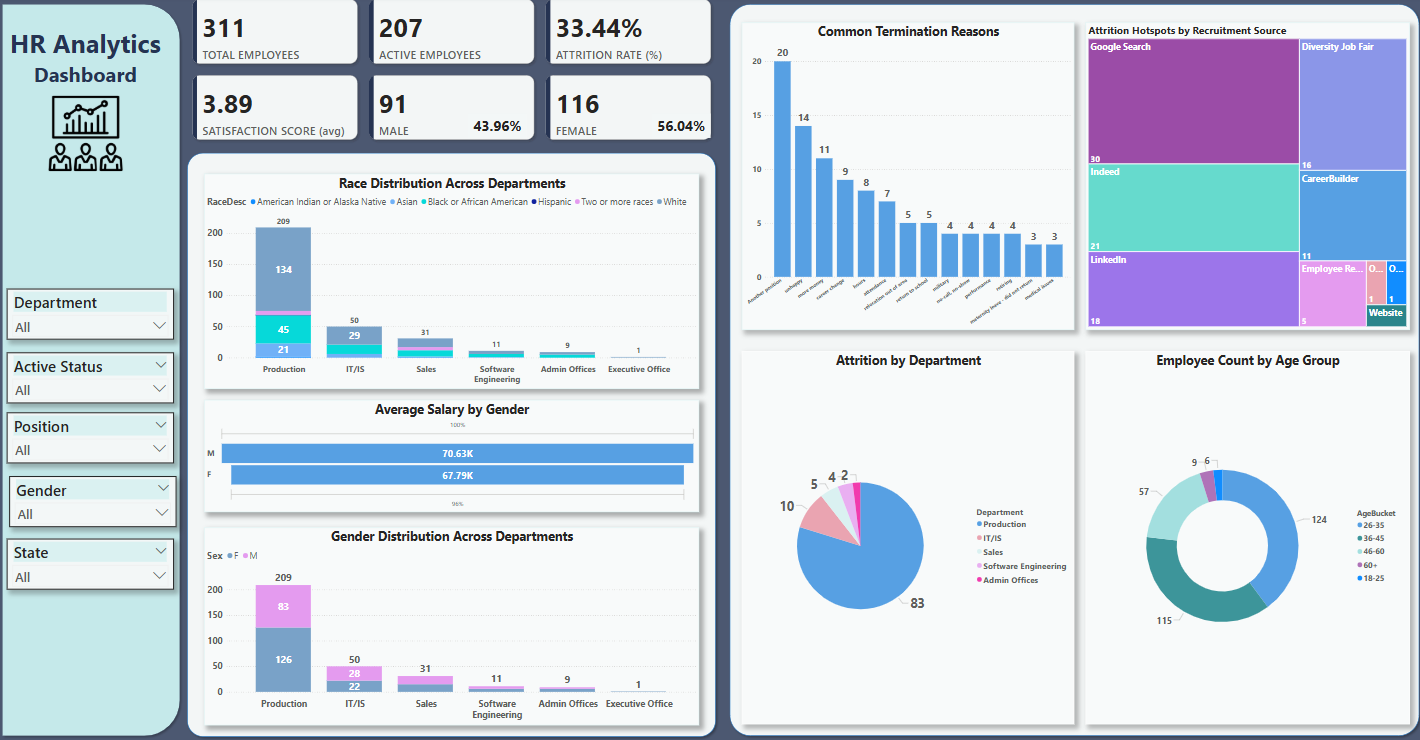 HR Analytics
Dashboard
Department
All
Active Status
All
Position
All
Gender
All
State
All
311
TOTAL EMPLOYEES
207
ACTIVE EMPLOYEES
33.44%
ATTRITION RATE (%)
3.89
SATISFACTION SCORE (avg)
91
MALE
43.96%
116
FEMALE
56.04%
Race Distribution Across Departments
RaceDesc American Indian or Alaska Native Asian Black or African American Hispanic Two or more races White
200
150
100
50
0
209
134
45
21
50
29
31
11
9
1
Production
IT/IS
Sales
Software
Engineering
Admin Offices
Executive Office
Average Salary by Gender
100%
M
70.63K
F
67.79K
96%
Gender Distribution Across Departments
Sex F M
200
150
100
50
0
209
83
126
50
28
22
31
11
9
1
Production
IT/IS
Sales
Software
Engineering
Admin Offices
Executive Office
Common Termination Reasons
20
15
10
5
0
20
14
11
9
8
7
5
5
4
4
4
4
3
3
Another position
unhappy
more money
career change
hours
attendance
relocation out of area
return to school
military
no-call, no-show
performance
retiring
maternity leave - did not return
medical issues
Attrition Hotspots by Recruitment Source
Google Search
30
Indeed
21
LinkedIn
18
Diversity Job Fair
16
CareerBuilder
11
Employee Re...
5
O...
1
O...
1
Website
Attrition by Department
10
5
4
2
83
Department
Production
IT/IS
Sales
Software Engineering
Admin Offices
Employee Count by Age Group
9
6
57
124
115
AgeBucket
26-35
36-45
46-60
60+
18-25